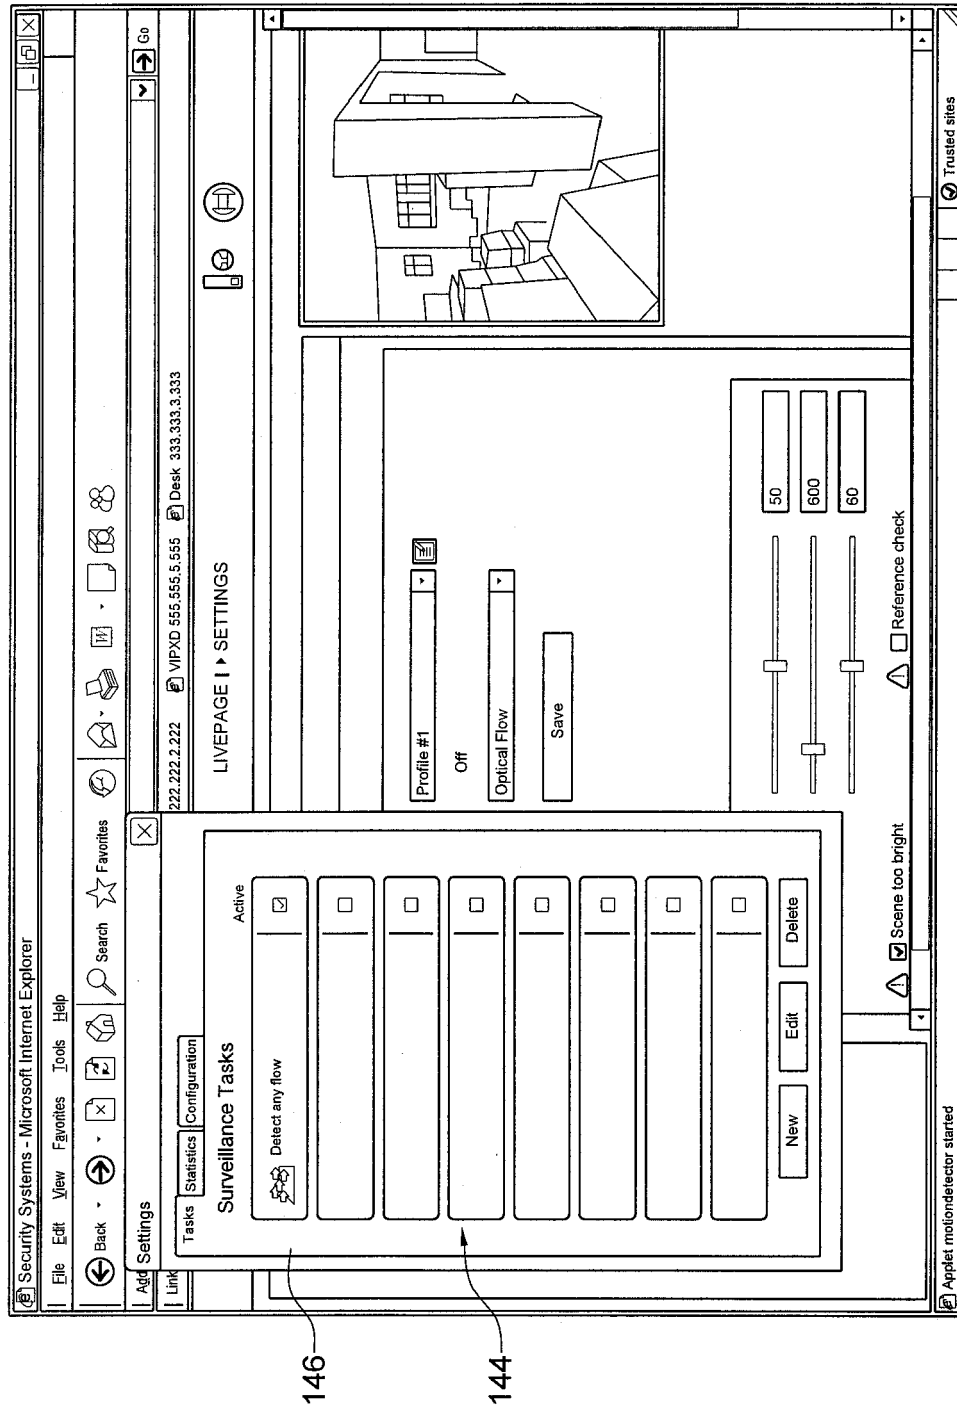 Security Systems - Microsoft Internet Explorer
File Edit View Favorites Tools Help
Back Search Favorites W
Add Go
Link 222.222.2.222 VIPXD 555.555.5.555 Desk 333.333.3.333
LIVEPAGE | ▸ SETTINGS
Settings
Tasks Statistics Configuration
Surveillance Tasks
Active
Detect any flow
New Edit Delete
Profile #1
Off
Optical Flow
Save
50
600
60
Scene too bright Reference check
Applet motiondetector started Trusted sites
146
144